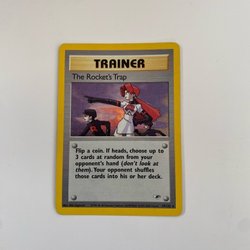 TRAINER
The Rocket's Trap
Flip a coin. If heads, choose up to
3 cards at random from your
opponent's hand (don't look at
them). Your opponent shuffles
those cards into his or her deck.